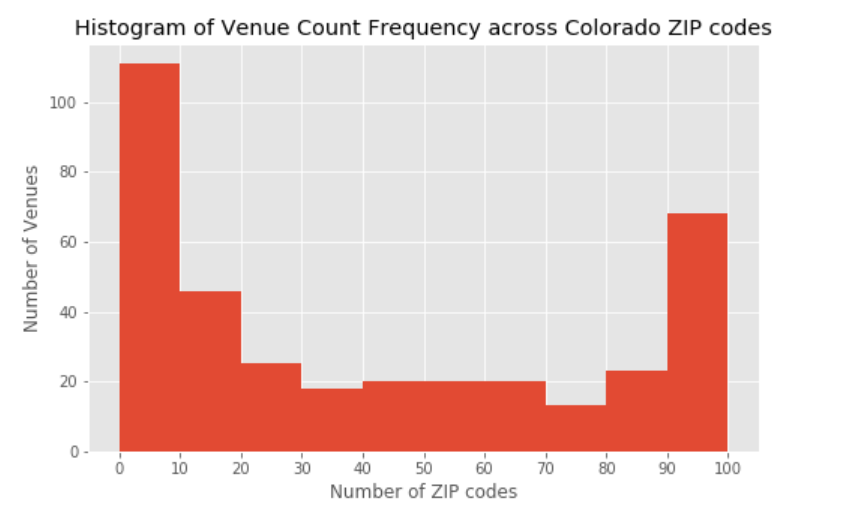 Histogram of Venue Count Frequency across Colorado ZIP codes
100
80
60
40
20
0
Number of Venues
0 10 20 30 40 50 60 70 80 90 100
Number of ZIP codes